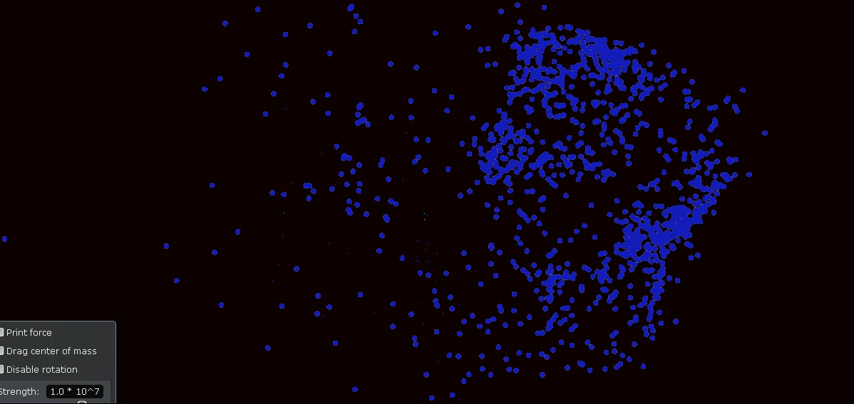 Print force
Drag center of mass
Disable rotation
Strength: 1.0 * 10^7